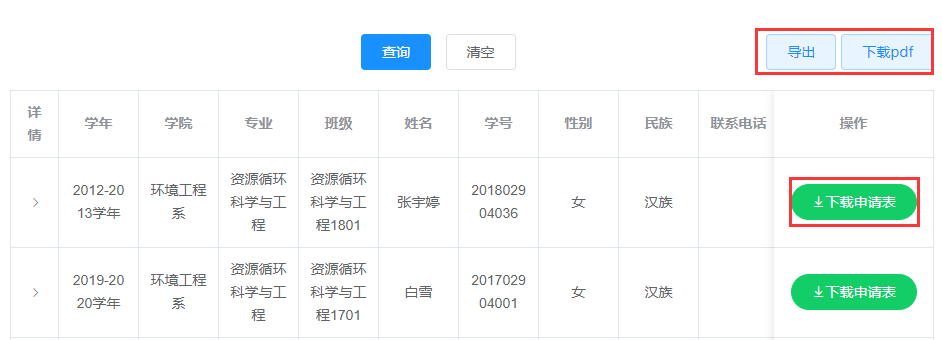 查询 清空 导出 下载pdf
详 情 学年 学院 专业 班级 姓名 学号 性别 民族 联系电话 操作
2012-20
13学年
环境工程
系
资源循环
科学与工
程
资源循环
科学与工
程1801
张宇婷
2018029
04036
女
汉族
下载申请表
2019-20
20学年
环境工程
系
资源循环
科学与工
程
资源循环
科学与工
程1701
白雪
2017029
04001
女
汉族
下载申请表